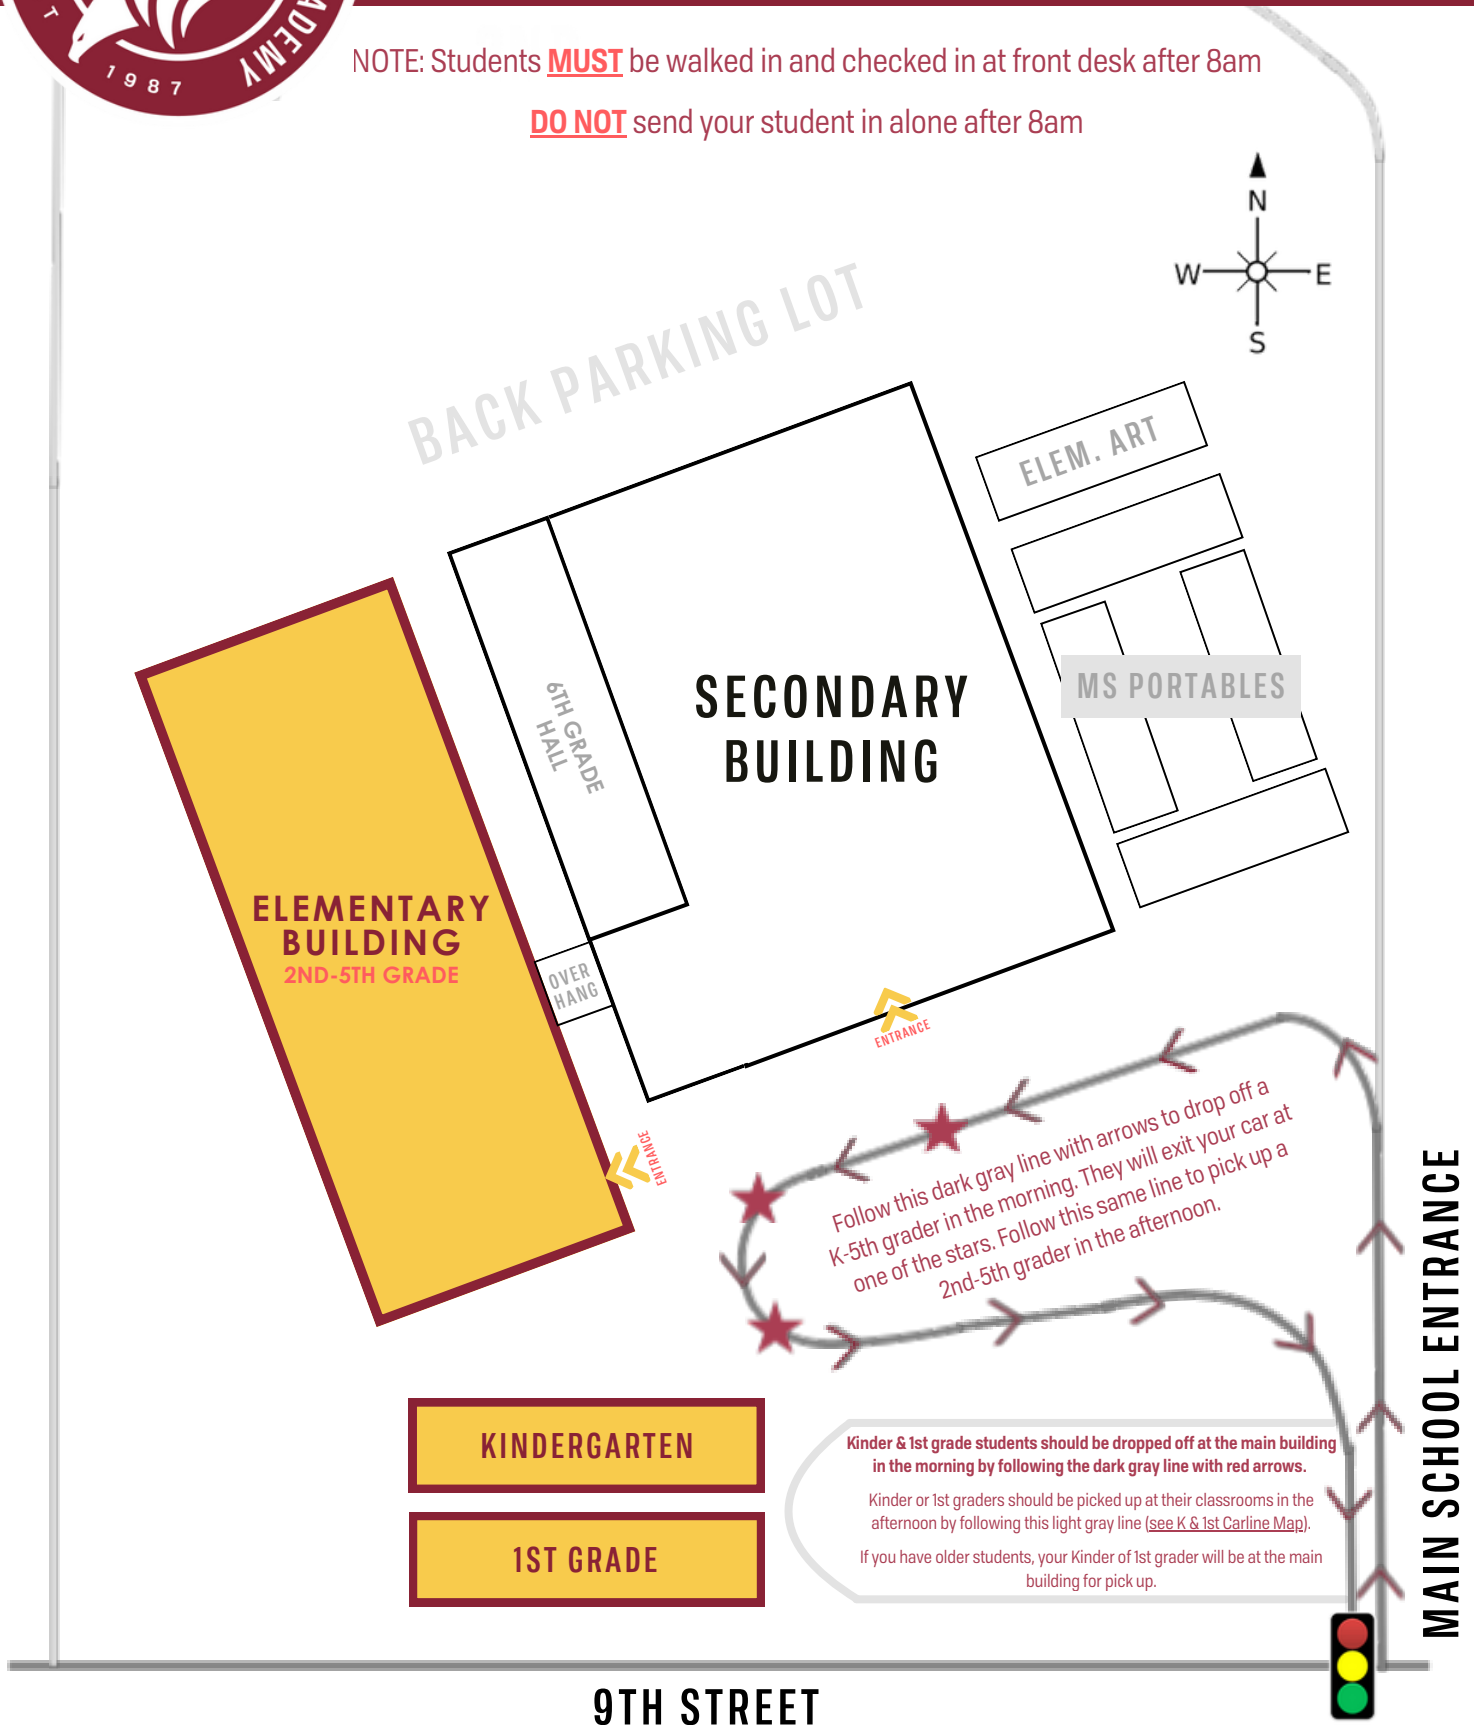 T
1987
ADEMY
NOTE: Students MUST be walked in and checked in at front desk after 8am
DO NOT send your student in alone after 8am
N
W E
S
BACK PARKING LOT
ELEM. ART
MS PORTABLES
6TH GRADE
HALL
SECONDARY
BUILDING
ELEMENTARY
BUILDING
2ND-5TH GRADE
OVER
HANG
ENTRANCE
ENTRANCE
Follow this dark gray line with arrows to drop off a
K-5th grader in the morning. They will exit your car at
one of the stars. Follow this same line to pick up a
2nd-5th grader in the afternoon.
KINDERGARTEN
1ST GRADE
Kinder & 1st grade students should be dropped off at the main building
in the morning by following the dark gray line with red arrows.
Kinder or 1st graders should be picked up at their classrooms in the
afternoon by following this light gray line (see K & 1st Carline Map).
If you have older students, your Kinder of 1st grader will be at the main
building for pick up.
MAIN SCHOOL ENTRANCE
9TH STREET